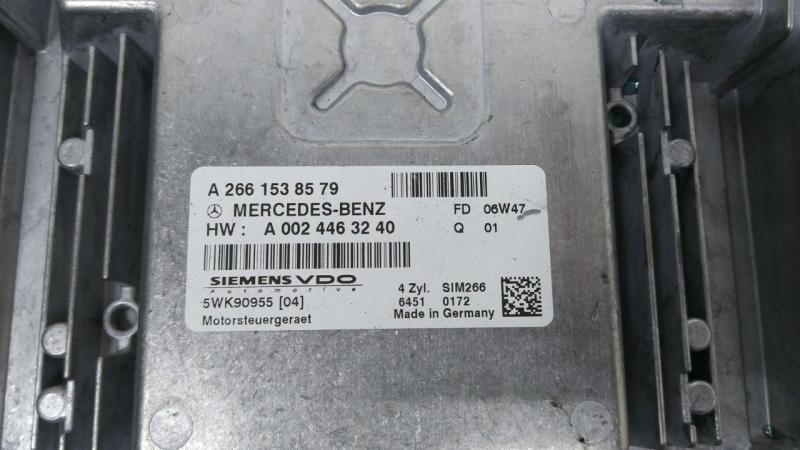 A 266 153 85 79
MERCEDES-BENZ FD 06W47
HW : A 002 446 32 40 Q 01
SIEMENS VDO
Automotive
4 Zyl. SIM266
5WK90955 [04] 6451 0172
Motorsteuergeraet Made in Germany